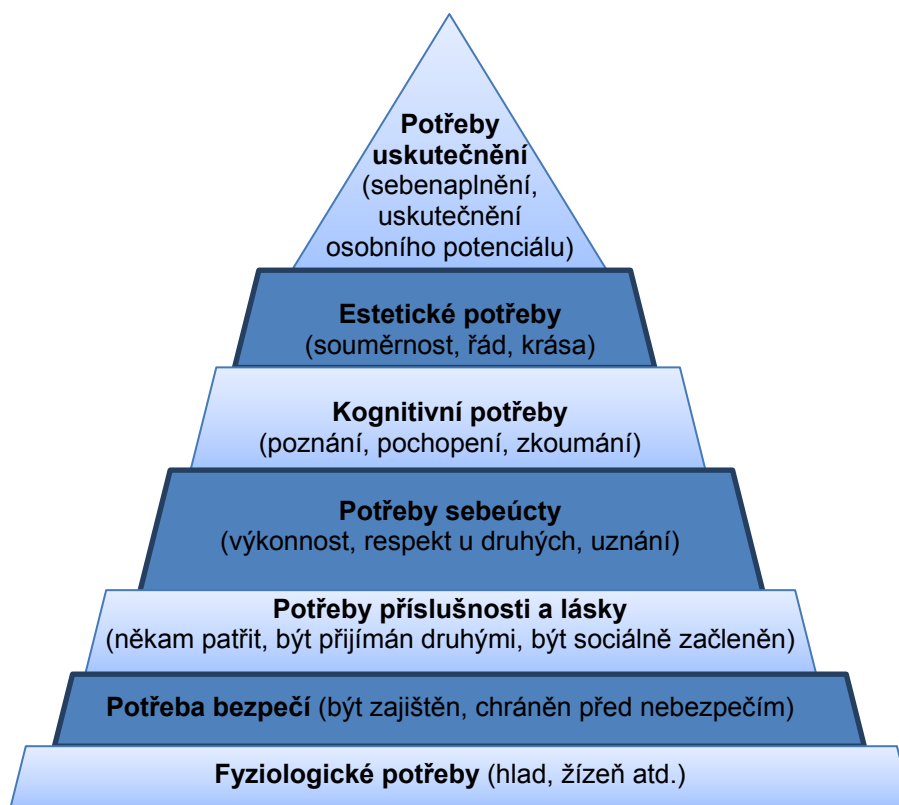 Potřeby
uskutečnění
(sebenaplnění,
uskutečnění
osobního potenciálu)
Estetické potřeby
(souměrnost, řád, krása)
Kognitivní potřeby
(poznání, pochopení, zkoumání)
Potřeby sebeúcty
(výkonnost, respekt u druhých, uznání)
Potřeby příslušnosti a lásky
(někam patřit, být přijímán druhými, být sociálně začleněn)
Potřeba bezpečí (být zajištěn, chráněn před nebezpečím)
Fyziologické potřeby (hlad, žízeň atd.)